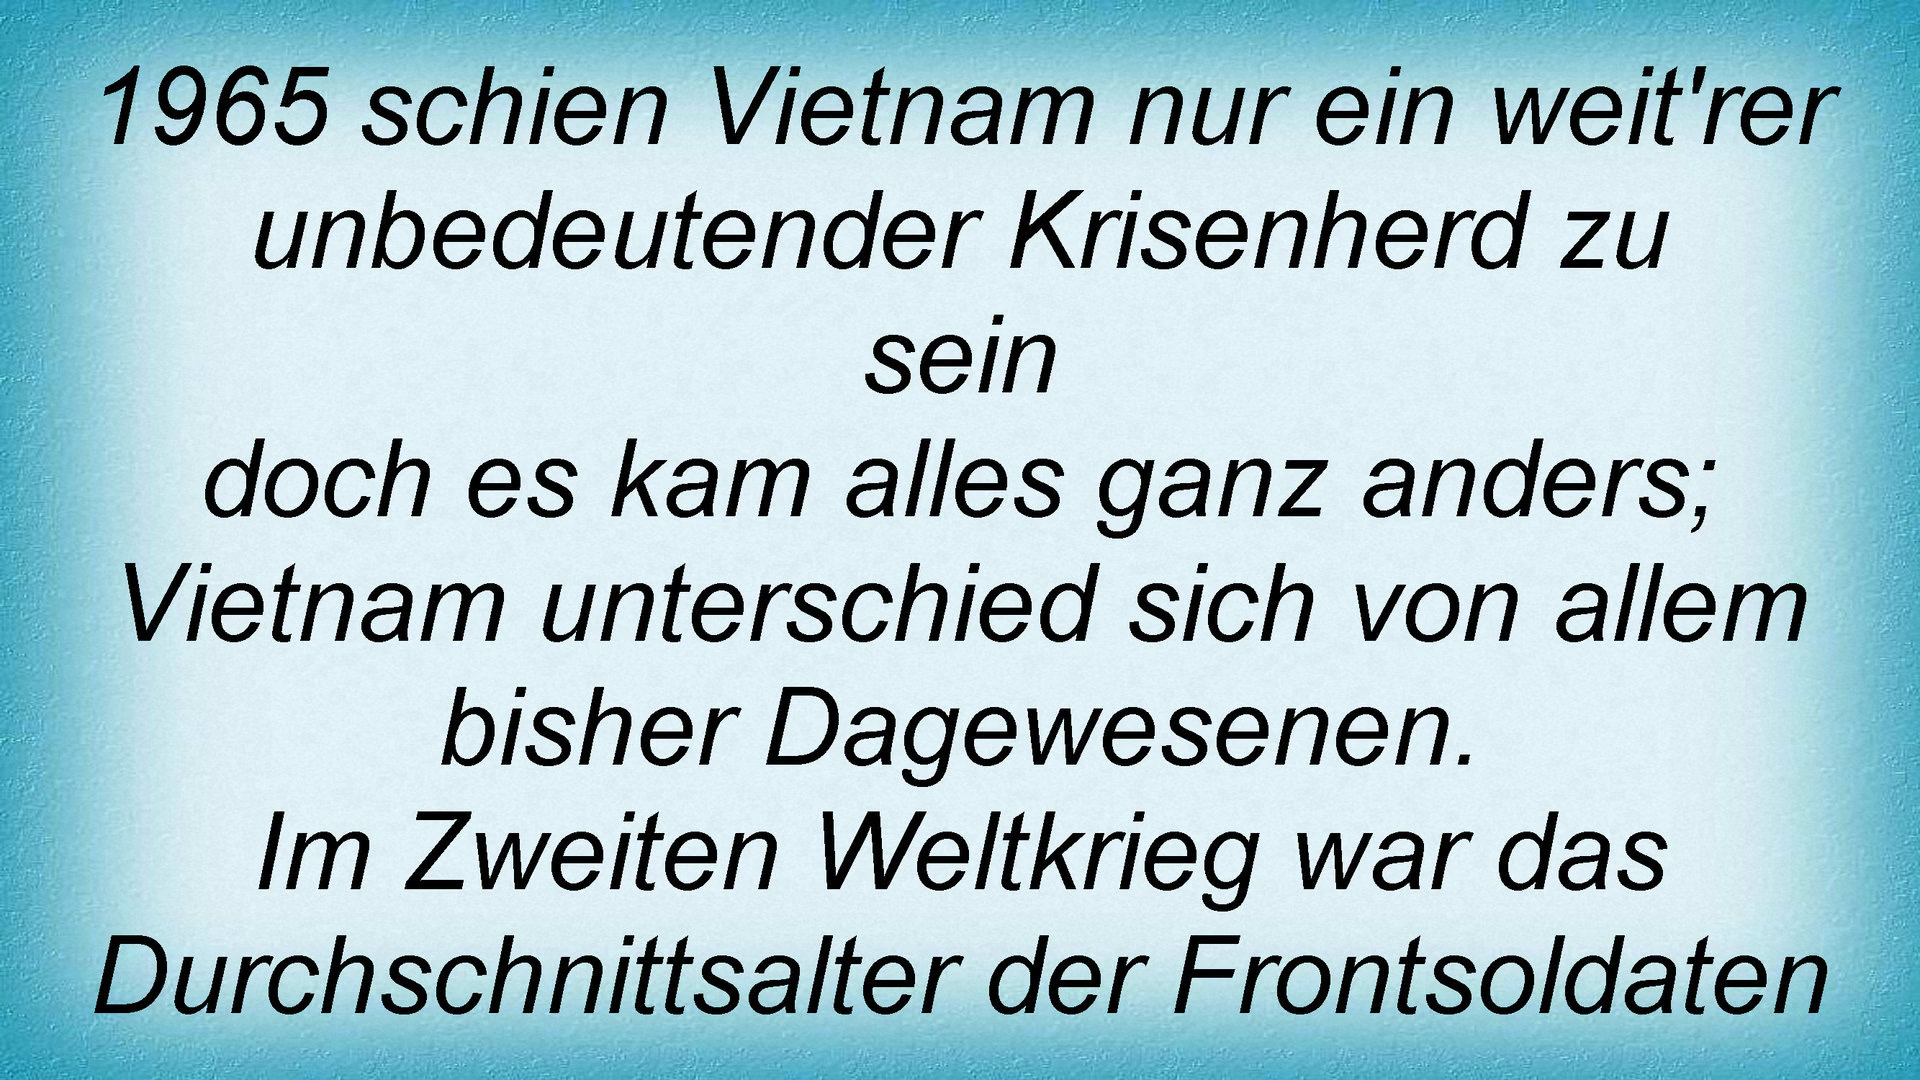 1965 schien Vietnam nur ein weit'rer
unbedeutender Krisenherd zu
sein
doch es kam alles ganz anders;
Vietnam unterschied sich von allem
bisher Dagewesenen.
Im Zweiten Weltkrieg war das
Durchschnittsalter der Frontsoldaten